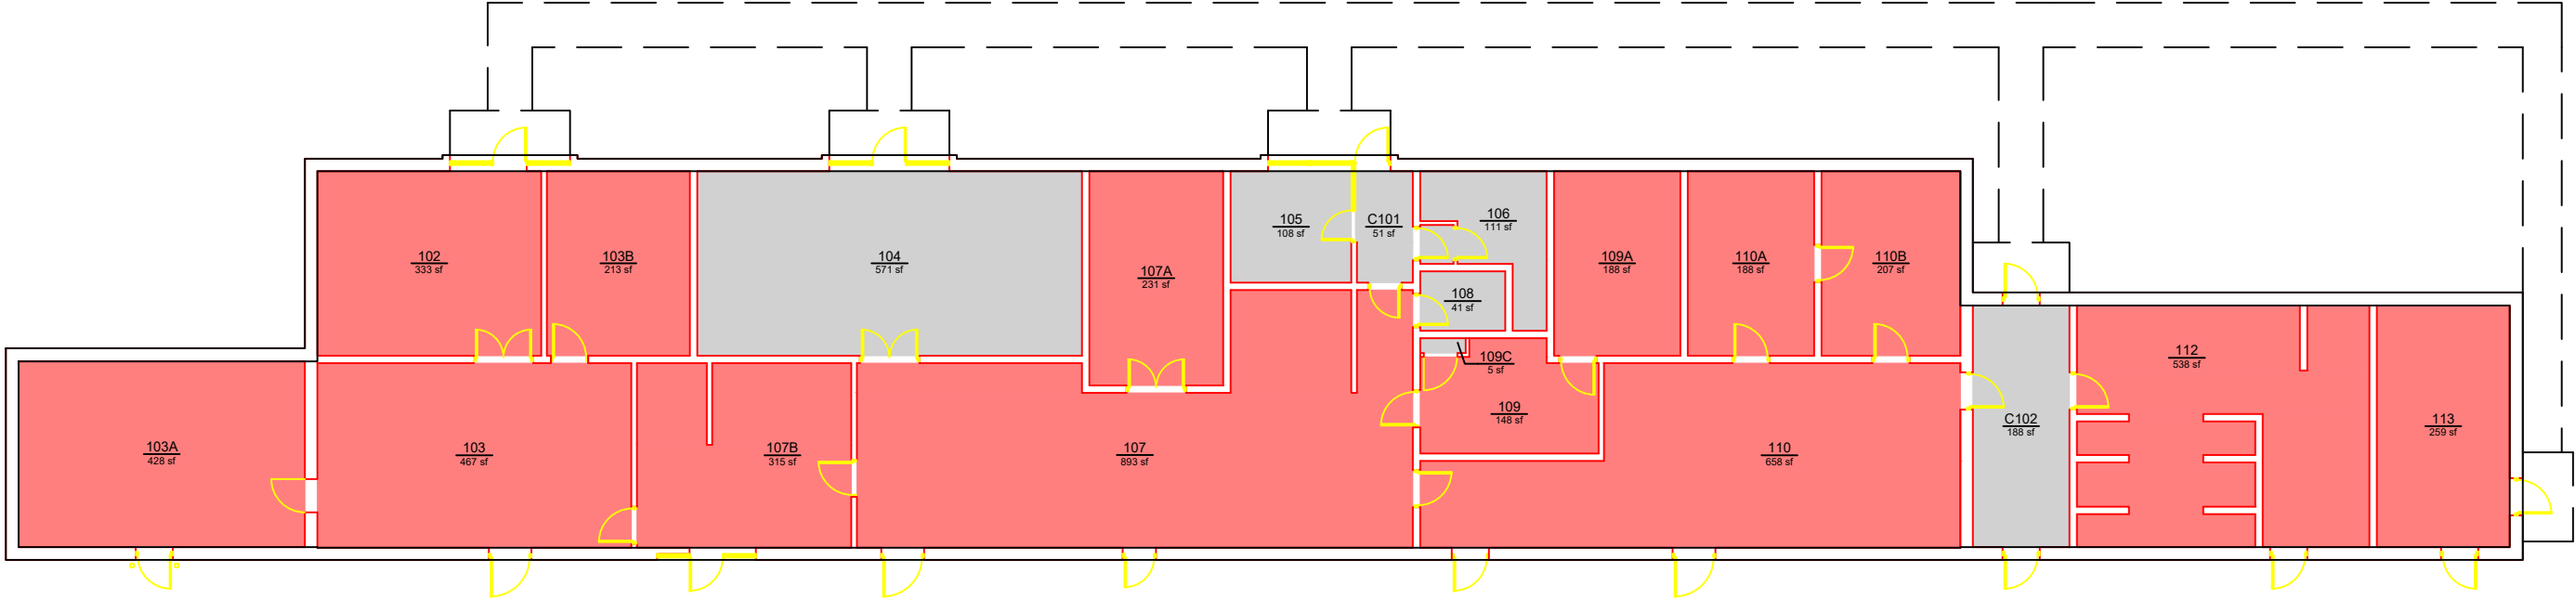 102
333 sf
103B
213 sf
104
571 sf
107A
231 sf
105
108 sf
C101
51 sf
106
111 sf
108
41 sf
109A
188 sf
110A
188 sf
110B
207 sf
103A
428 sf
103
467 sf
107B
315 sf
107
893 sf
109C
5 sf
109
148 sf
110
658 sf
C102
188 sf
112
538 sf
113
259 sf